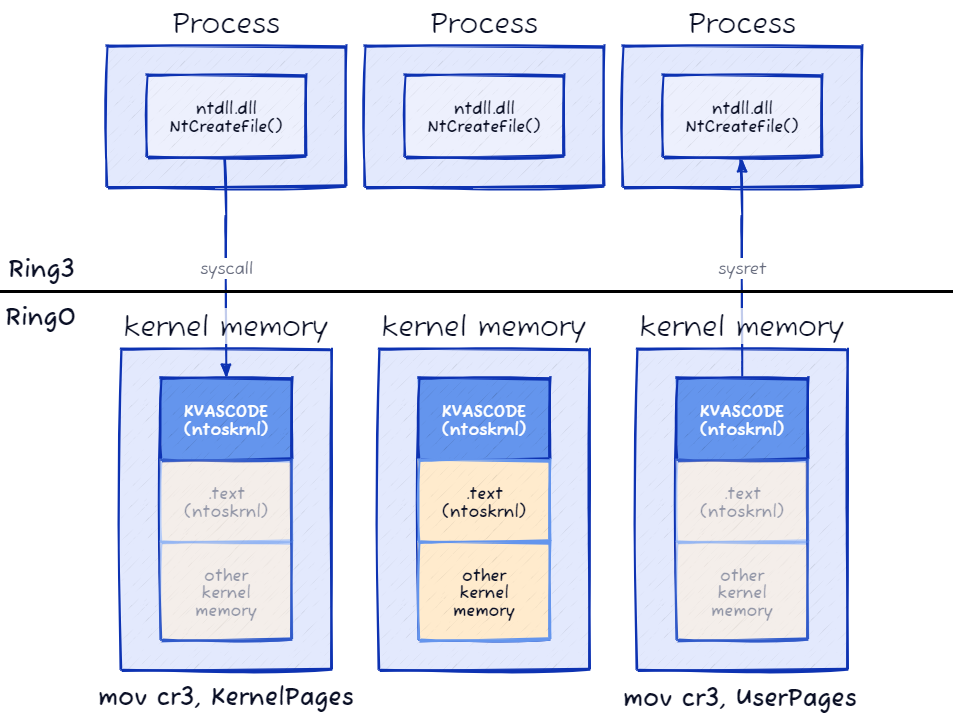 Process
Process
Process
ntdll.dll
NtCreateFile()
ntdll.dll
NtCreateFile()
ntdll.dll
NtCreateFile()
syscall
sysret
Ring3
Ring0
kernel memory
kernel memory
kernel memory
KVASCODE
(ntoskrnl)
KVASCODE
(ntoskrnl)
KVASCODE
(ntoskrnl)
.text
(ntoskrnl)
.text
(ntoskrnl)
.text
(ntoskrnl)
other
kernel
memory
other
kernel
memory
other
kernel
memory
mov cr3, KernelPages
mov cr3, UserPages